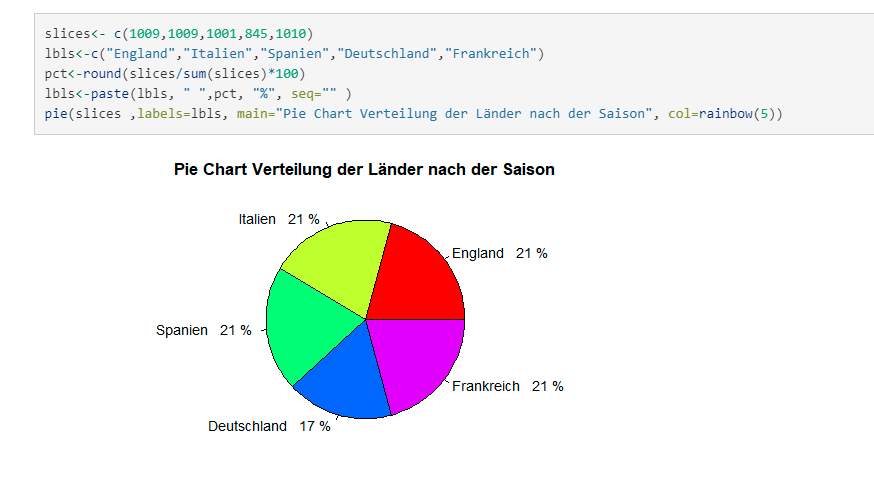 slices<- c(1009,1009,1001,845,1010)
lbls<-c("England","Italien","Spanien","Deutschland","Frankreich")
pct<-round(slices/sum(slices)*100)
lbls<-paste(lbls, " ",pct, "%", seq="" )
pie(slices ,labels=lbls, main="Pie Chart Verteilung der Länder nach der Saison", col=rainbow(5))
Pie Chart Verteilung der Länder nach der Saison
Italien 21 %
England 21 %
Spanien 21 %
Frankreich 21 %
Deutschland 17 %